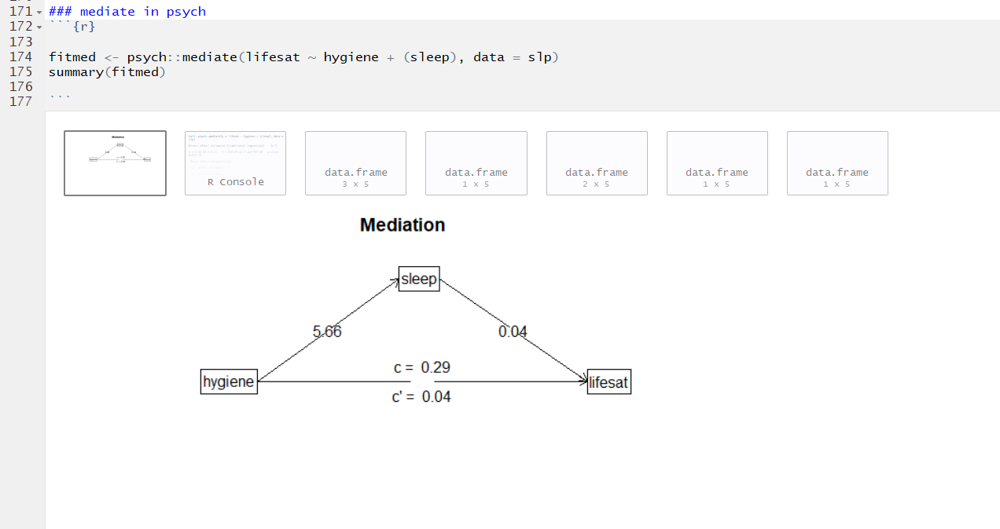 171 ### mediate in psych
172 ```{r}
173
174 fitmed <- psych::mediate(lifesat ~ hygiene + (sleep), data = slp)
175 summary(fitmed)
176
177 ```
Mediation
R Console
data.frame
3 x 5
data.frame
1 x 5
data.frame
2 x 5
data.frame
1 x 5
data.frame
1 x 5
Mediation
sleep
5.66
0.04
c = 0.29
hygiene
lifesat
c' = 0.04